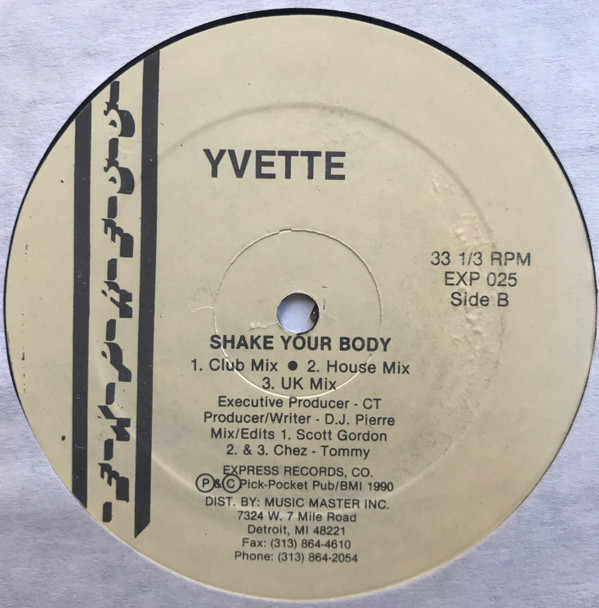 YVETTE
33 1/3 RPM
EXP 025
Side B
SHAKE YOUR BODY
1. Club Mix ● 2. House Mix
3. UK Mix
Executive Producer - CT
Producer/Writer - D.J. Pierre
Mix/Edits 1. Scott Gordon
2. & 3. Chez - Tommy
EXPRESS RECORDS, CO.
Ⓟ&Ⓒ Pick-Pocket Pub/BMI 1990
DIST. BY: MUSIC MASTER INC.
7324 W. 7 Mile Road
Detroit, MI 48221
Fax: (313) 864-4610
Phone: (313) 864-2054